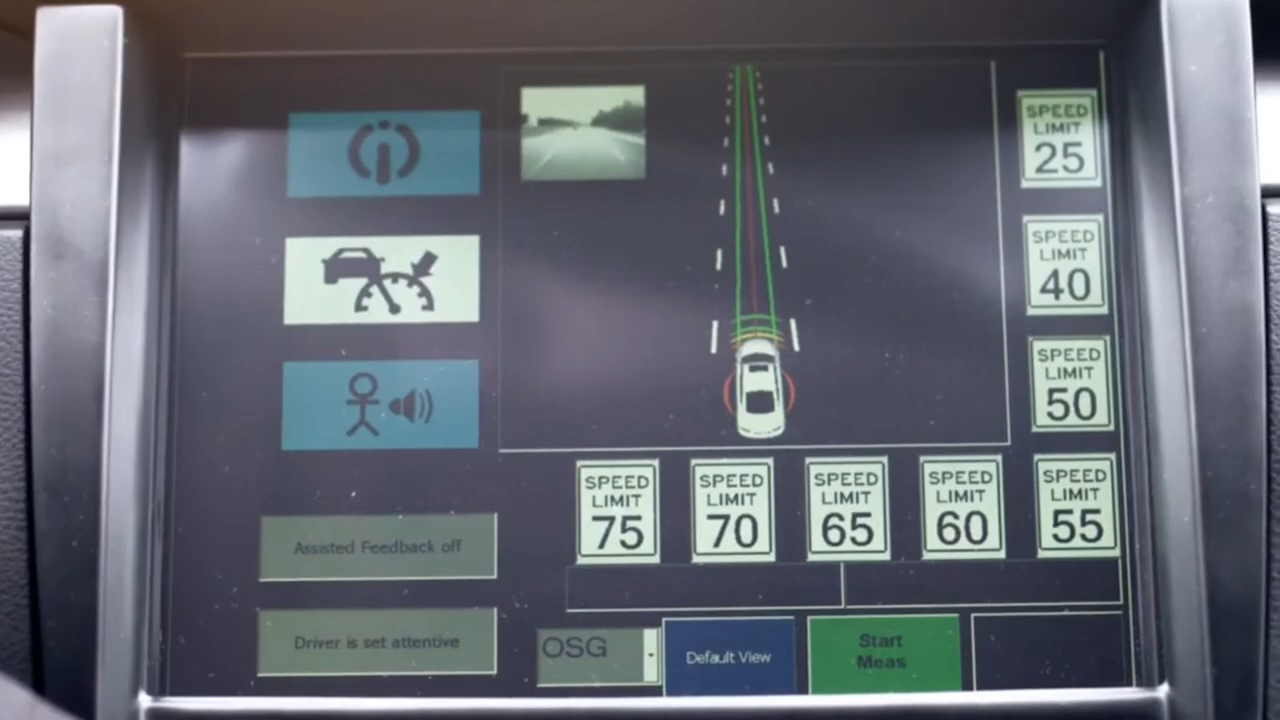 SPEED
LIMIT
25
SPEED
LIMIT
40
SPEED
LIMIT
50
SPEED
LIMIT
75
SPEED
LIMIT
70
SPEED
LIMIT
65
SPEED
LIMIT
60
SPEED
LIMIT
55
Assisted Feedback off
Driver is set attentive
OSG
Default View
Start
Meas